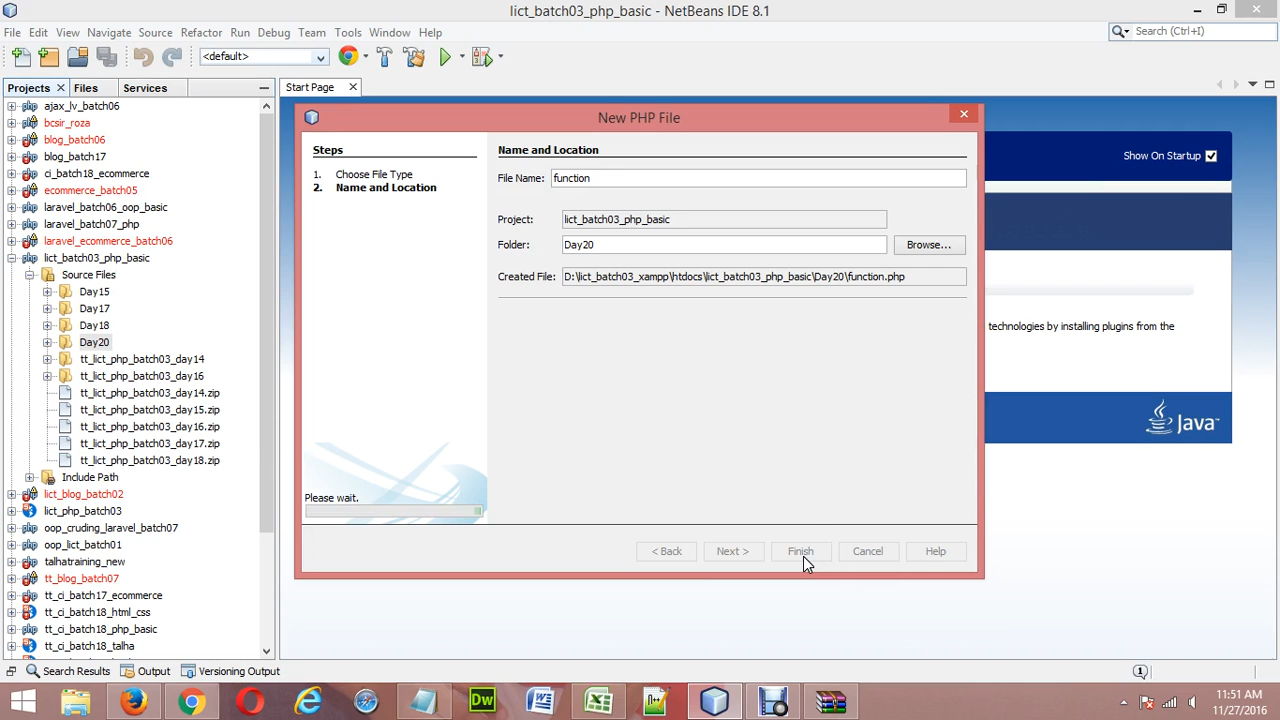 lict_batch03_php_basic - NetBeans IDE 8.1
File Edit View Navigate Source Refactor Run Debug Team Tools Window Help
Search (Ctrl+I)
<default>
Projects Files Services
Start Page
ajax_lv_batch06
bcsir_roza
blog_batch06
blog_batch17
ci_batch18_ecommerce
ecommerce_batch05
laravel_batch06_oop_basic
laravel_batch07_php
laravel_ecommerce_batch06
lict_batch03_php_basic
Source Files
Day15
Day17
Day18
Day20
tt_lict_php_batch03_day14
tt_lict_php_batch03_day16
tt_lict_php_batch03_day14.zip
tt_lict_php_batch03_day15.zip
tt_lict_php_batch03_day16.zip
tt_lict_php_batch03_day17.zip
tt_lict_php_batch03_day18.zip
Include Path
lict_blog_batch02
lict_php_batch03
oop_cruding_laravel_batch07
oop_lict_batch01
talhatraining_new
tt_blog_batch07
tt_ci_batch17_ecommerce
tt_ci_batch18_html_css
tt_ci_batch18_php_basic
tt_ci_batch18_talha
New PHP File
Steps
1. Choose File Type
2. Name and Location
Please wait.
Name and Location
File Name: function
Project: lict_batch03_php_basic
Folder: Day20 Browse...
Created File: D:\lict_batch03_xampp\htdocs\lict_batch03_php_basic\Day20\function.php
< Back Next > Finish Cancel Help
Show On Startup
technologies by installing plugins from the
Java™
Search Results Output Versioning Output
1
Dw
11:51 AM
11/27/2016